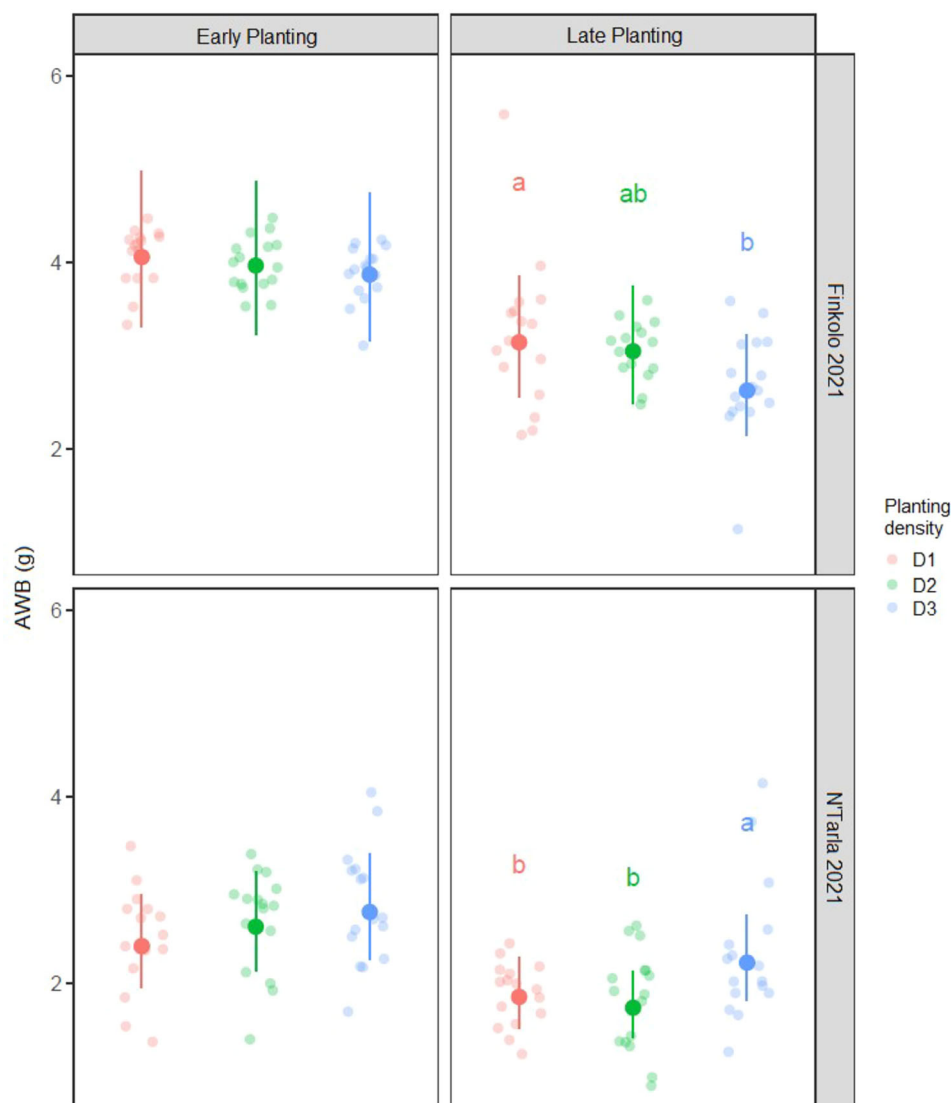 Early Planting
Late Planting
6
4
2
a
ab
b
Finkolo 2021
AWB (g)
6
4
2
b
b
a
N'Tarla 2021
Planting
density
D1
D2
D3